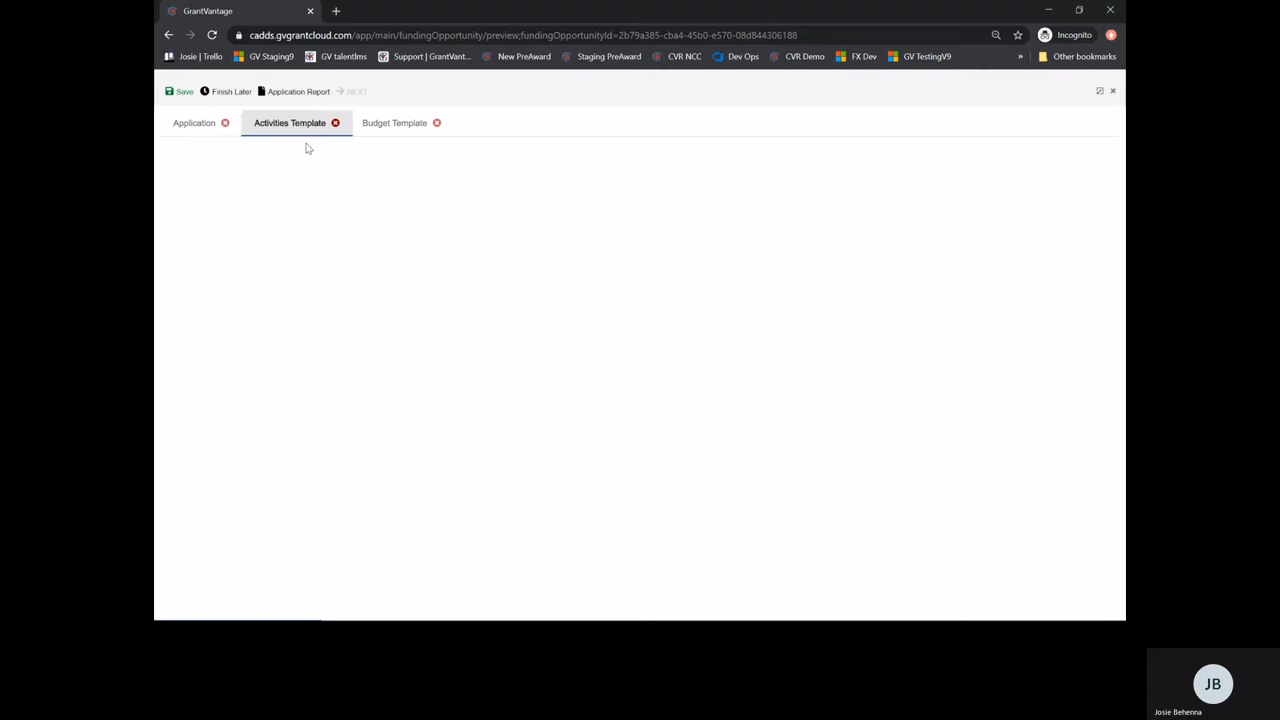 GrantVantage
cadds.gvgrantcloud.com/app/main/fundingOpportunity/preview;fundingOpportunityId=2b79a385-cba4-45b0-e570-08d844306188
Incognito
Josie | Trello
GV Staging9
GV talentlms
Support | GrantVant...
New PreAward
Staging PreAward
CVR NCC
Dev Ops
CVR Demo
FX Dev
GV TestingV9
»
Other bookmarks
Save
Finish Later
Application Report
NEXT
Application
Activities Template
Budget Template
JB
Josie Behenna